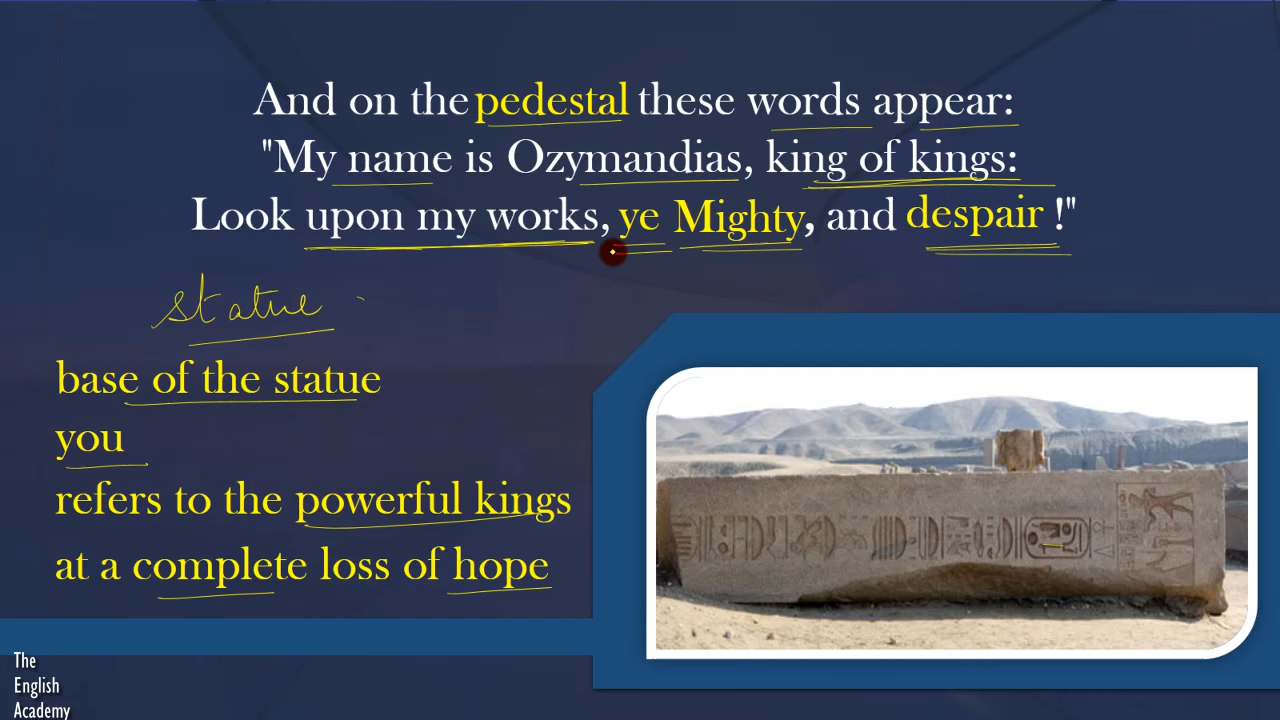 And on the pedestal these words appear:
"My name is Ozymandias, king of kings:
Look upon my works, ye Mighty, and despair !"
statue
base of the statue
you
refers to the powerful kings
at a complete loss of hope
The
English
Academy